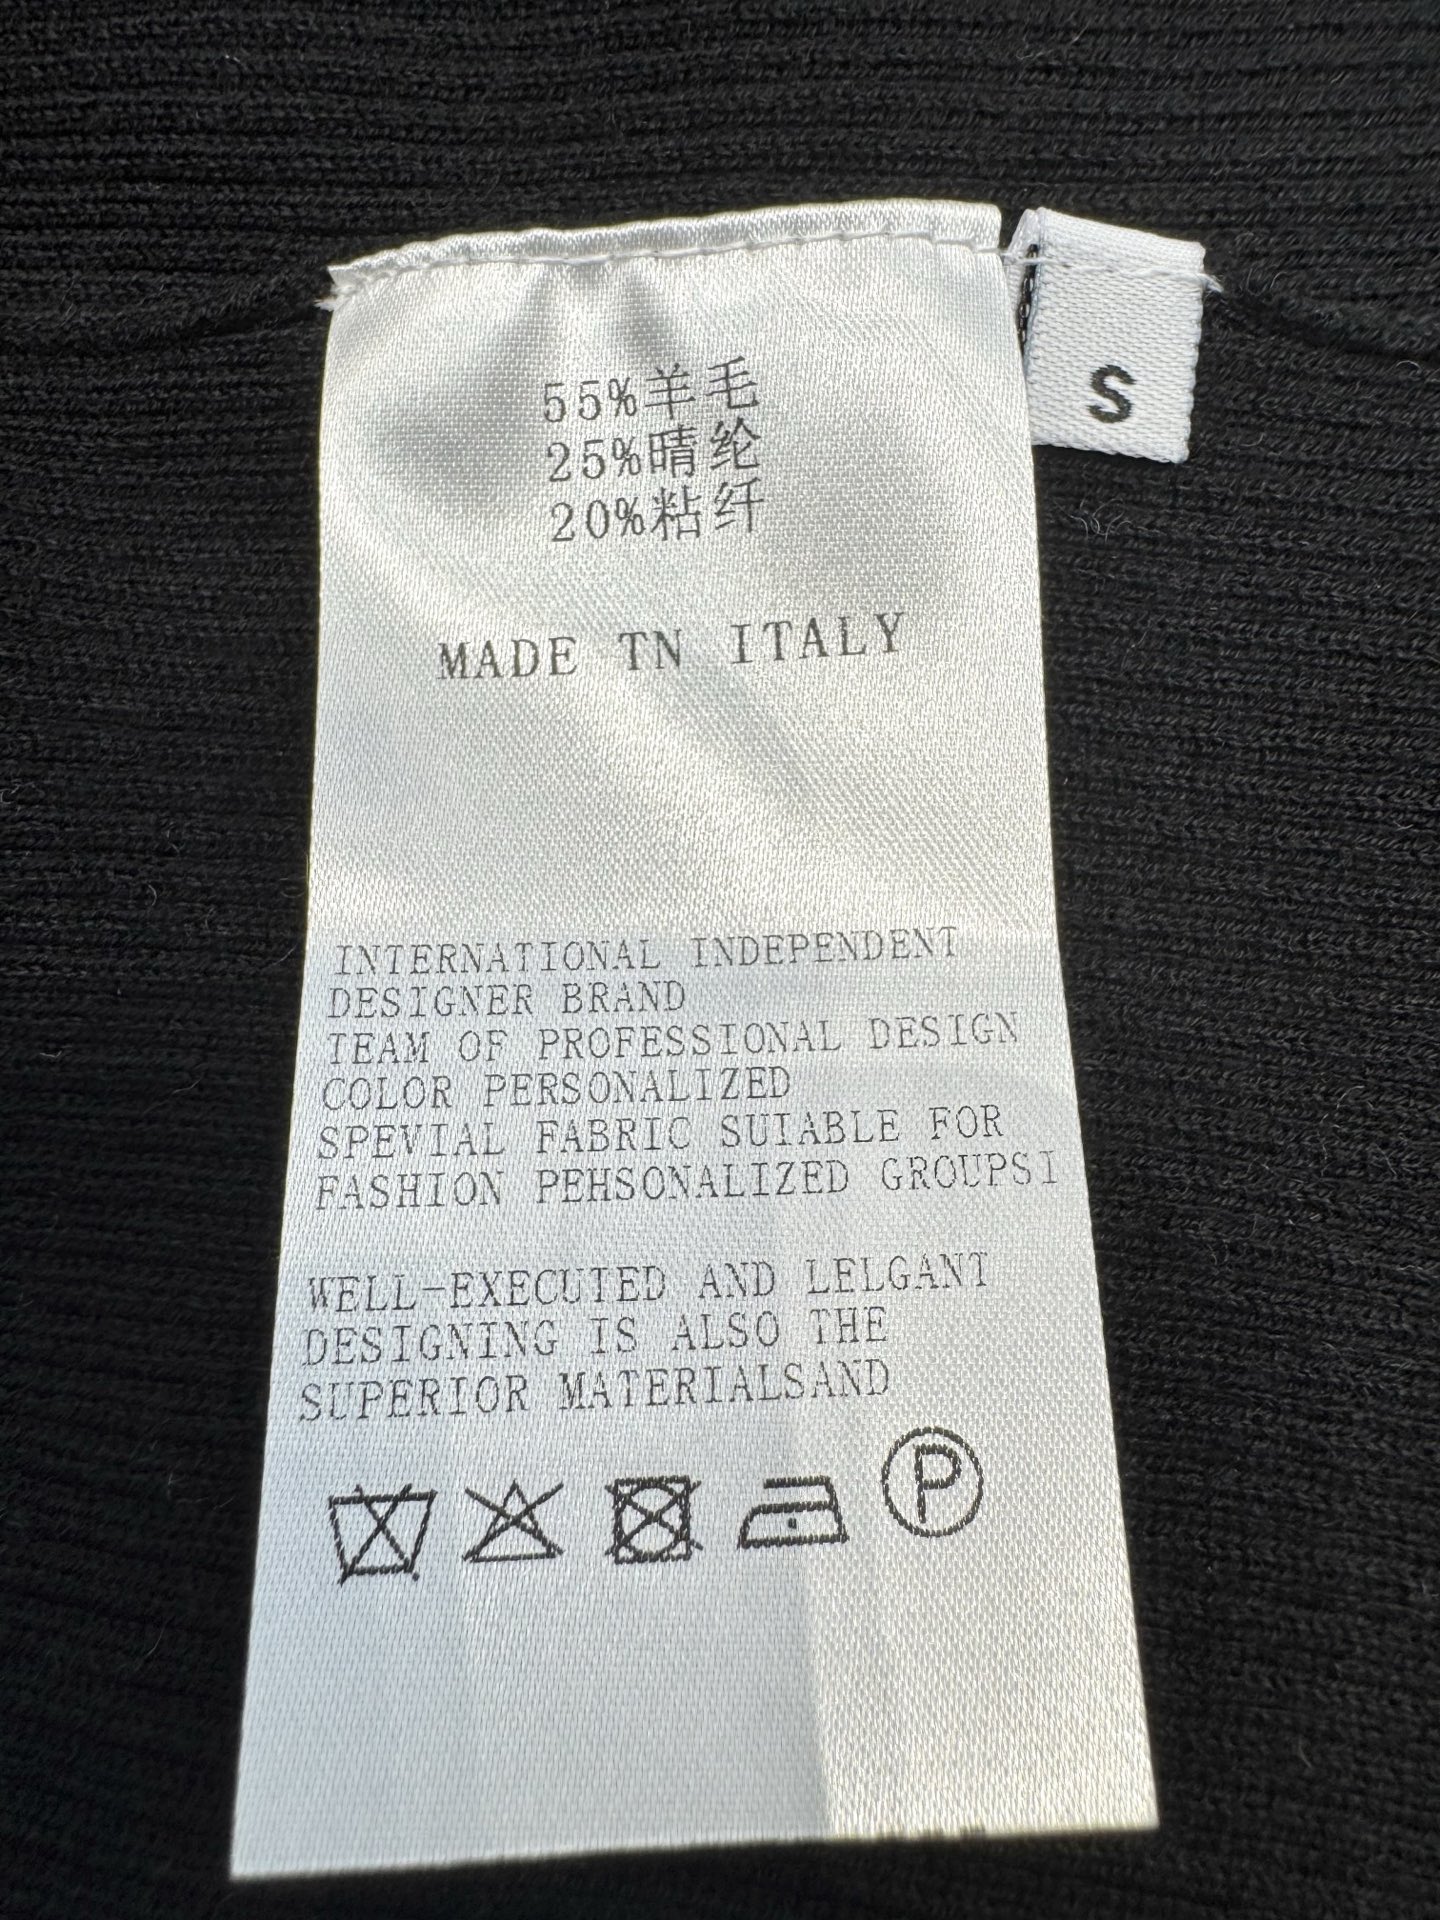 55%羊毛
25%晴纶
20%粘纤
S
MADE TN ITALY
INTERNATIONAL INDEPENDENT
DESIGNER BRAND
TEAM OF PROFESSIONAL DESIGN
COLOR PERSONALIZED
SPEVIAL FABRIC SUIABLE FOR
FASHION PEHSONALIZED GROUPSI
WELL-EXECUTED AND LELGANT
DESIGNING IS ALSO THE
SUPERIOR MATERIALSAND
P